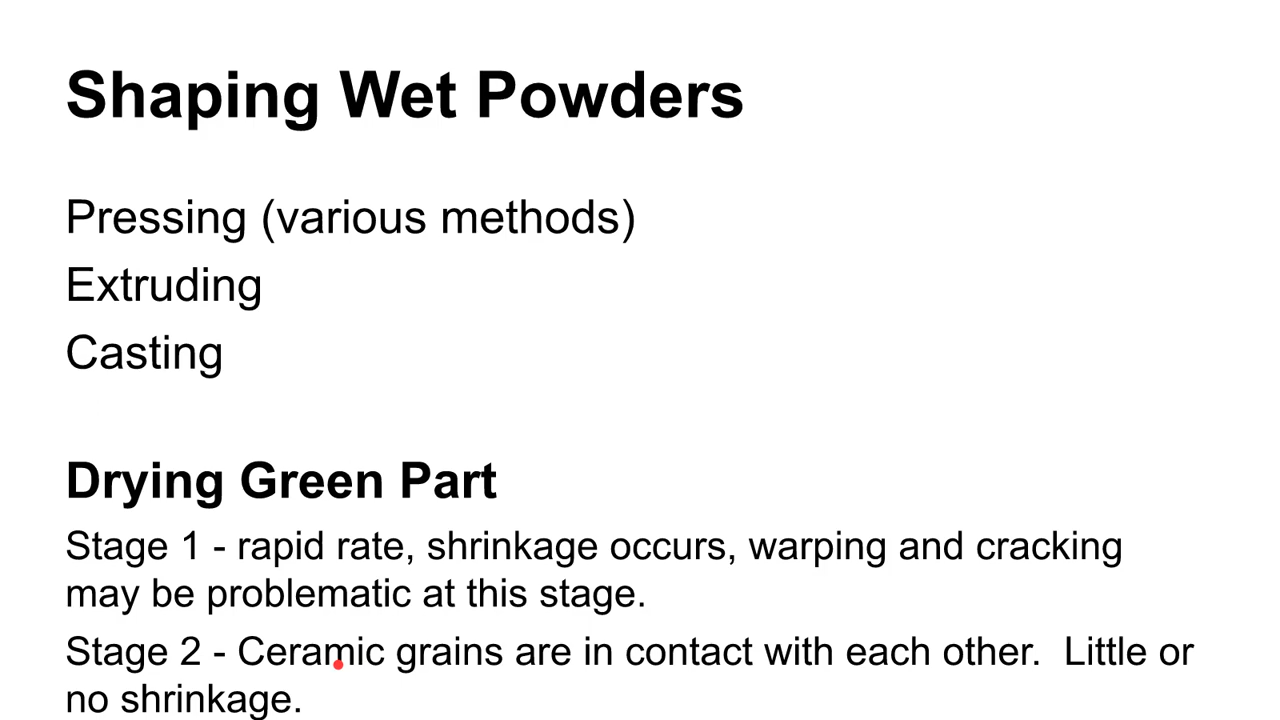 Shaping Wet Powders
Pressing (various methods)
Extruding
Casting
Drying Green Part
Stage 1 - rapid rate, shrinkage occurs, warping and cracking
may be problematic at this stage.
Stage 2 - Ceramic grains are in contact with each other.  Little or
no shrinkage.